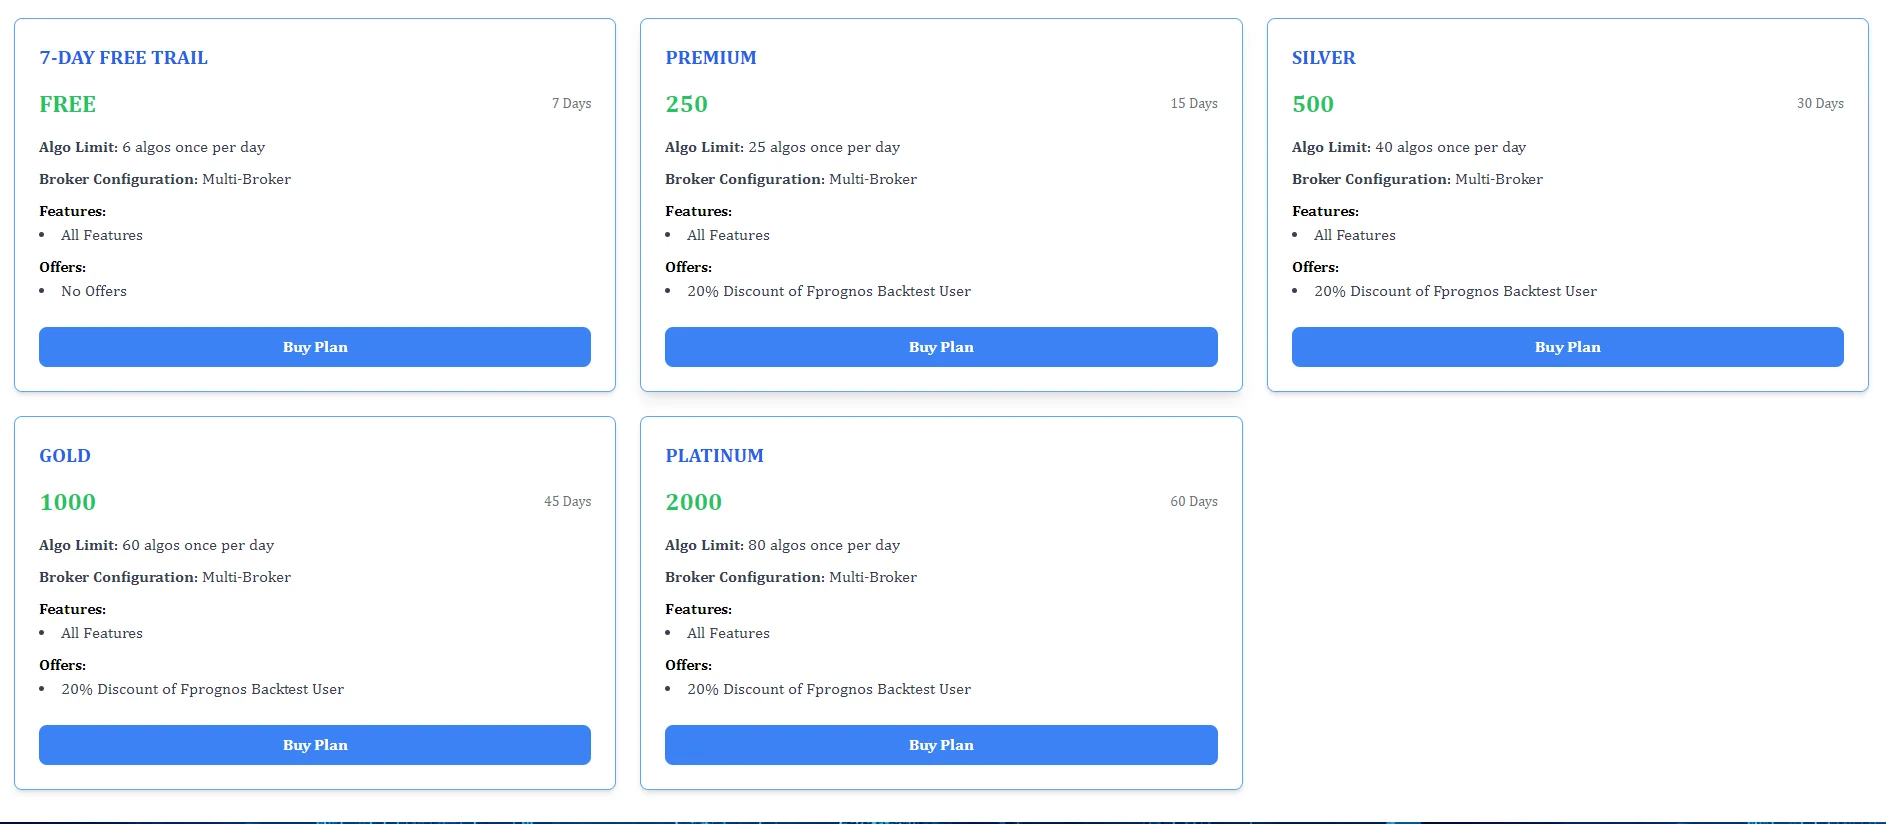 7-DAY FREE TRAIL
FREE
7 Days
Algo Limit: 6 algos once per day
Broker Configuration: Multi-Broker
Features:
• All Features
Offers:
• No Offers
Buy Plan
PREMIUM
250
15 Days
Algo Limit: 25 algos once per day
Broker Configuration: Multi-Broker
Features:
• All Features
Offers:
• 20% Discount of Fprognos Backtest User
Buy Plan
SILVER
500
30 Days
Algo Limit: 40 algos once per day
Broker Configuration: Multi-Broker
Features:
• All Features
Offers:
• 20% Discount of Fprognos Backtest User
Buy Plan
GOLD
1000
45 Days
Algo Limit: 60 algos once per day
Broker Configuration: Multi-Broker
Features:
• All Features
Offers:
• 20% Discount of Fprognos Backtest User
Buy Plan
PLATINUM
2000
60 Days
Algo Limit: 80 algos once per day
Broker Configuration: Multi-Broker
Features:
• All Features
Offers:
• 20% Discount of Fprognos Backtest User
Buy Plan